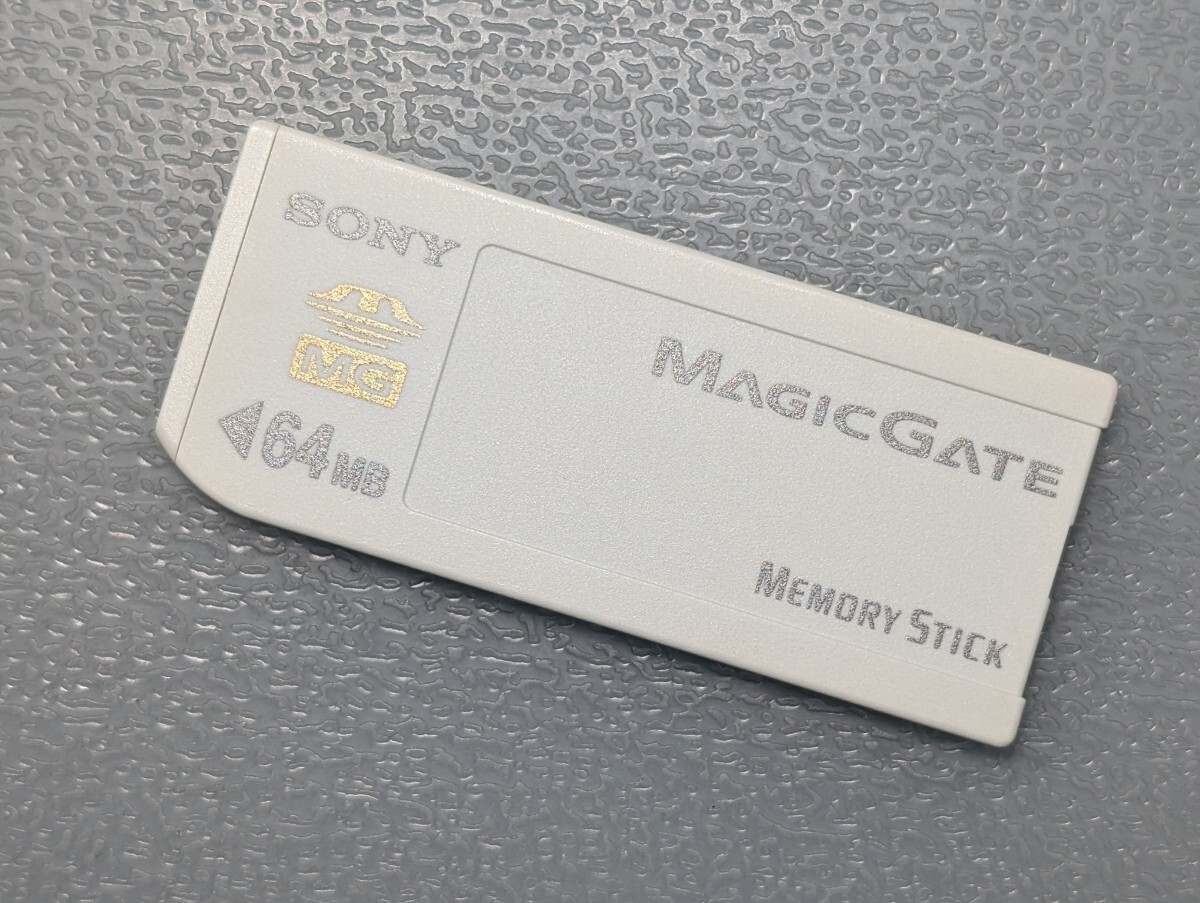 SONY
MG
64MB
MAGICGATE
MEMORY STICK